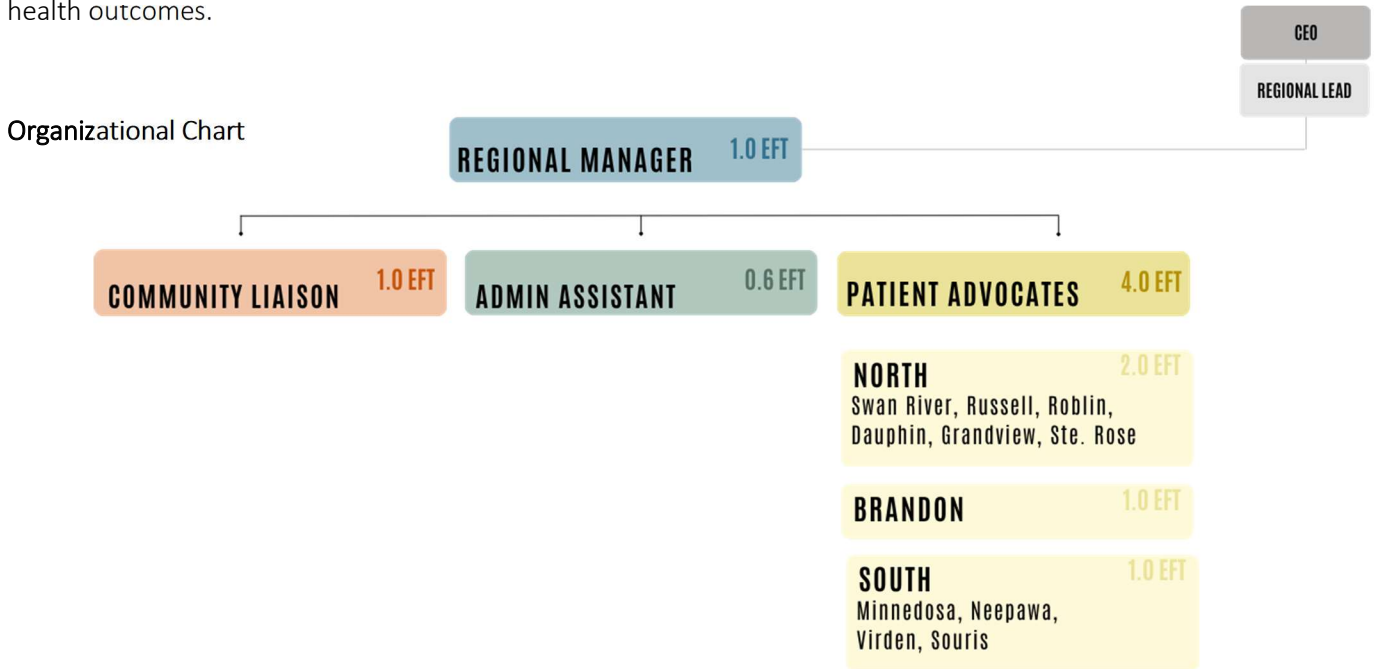 health outcomes.
CEO
REGIONAL LEAD
Organizational Chart
REGIONAL MANAGER 1.0 EFT
COMMUNITY LIAISON 1.0 EFT
ADMIN ASSISTANT 0.6 EFT
PATIENT ADVOCATES 4.0 EFT
NORTH 2.0 EFT
Swan River, Russell, Roblin,
Dauphin, Grandview, Ste. Rose
BRANDON 1.0 EFT
SOUTH 1.0 EFT
Minnedosa, Neepawa,
Virden, Souris